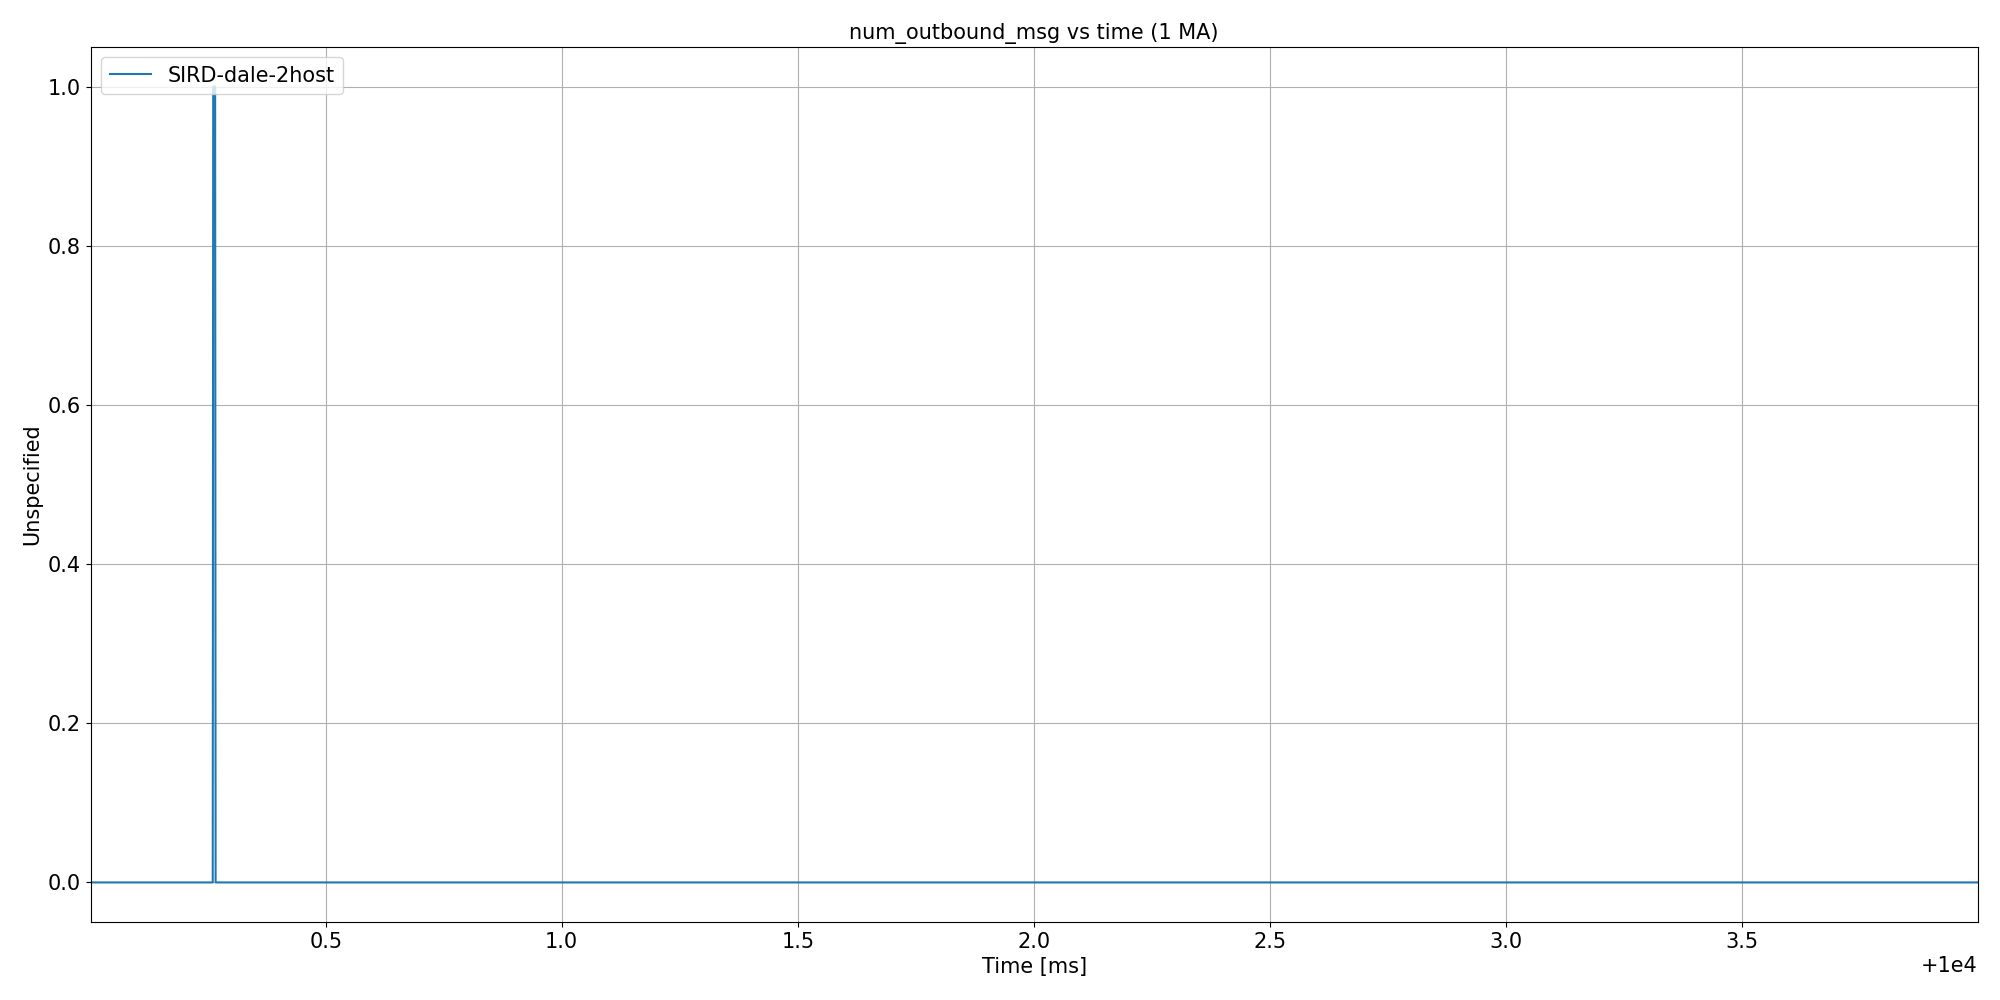 num_outbound_msg vs time (1 MA)
SIRD-dale-2host
1.0
0.8
0.6
0.4
0.2
0.0
Unspecified
0.5 1.0 1.5 2.0 2.5 3.0 3.5
Time [ms]
+1e4